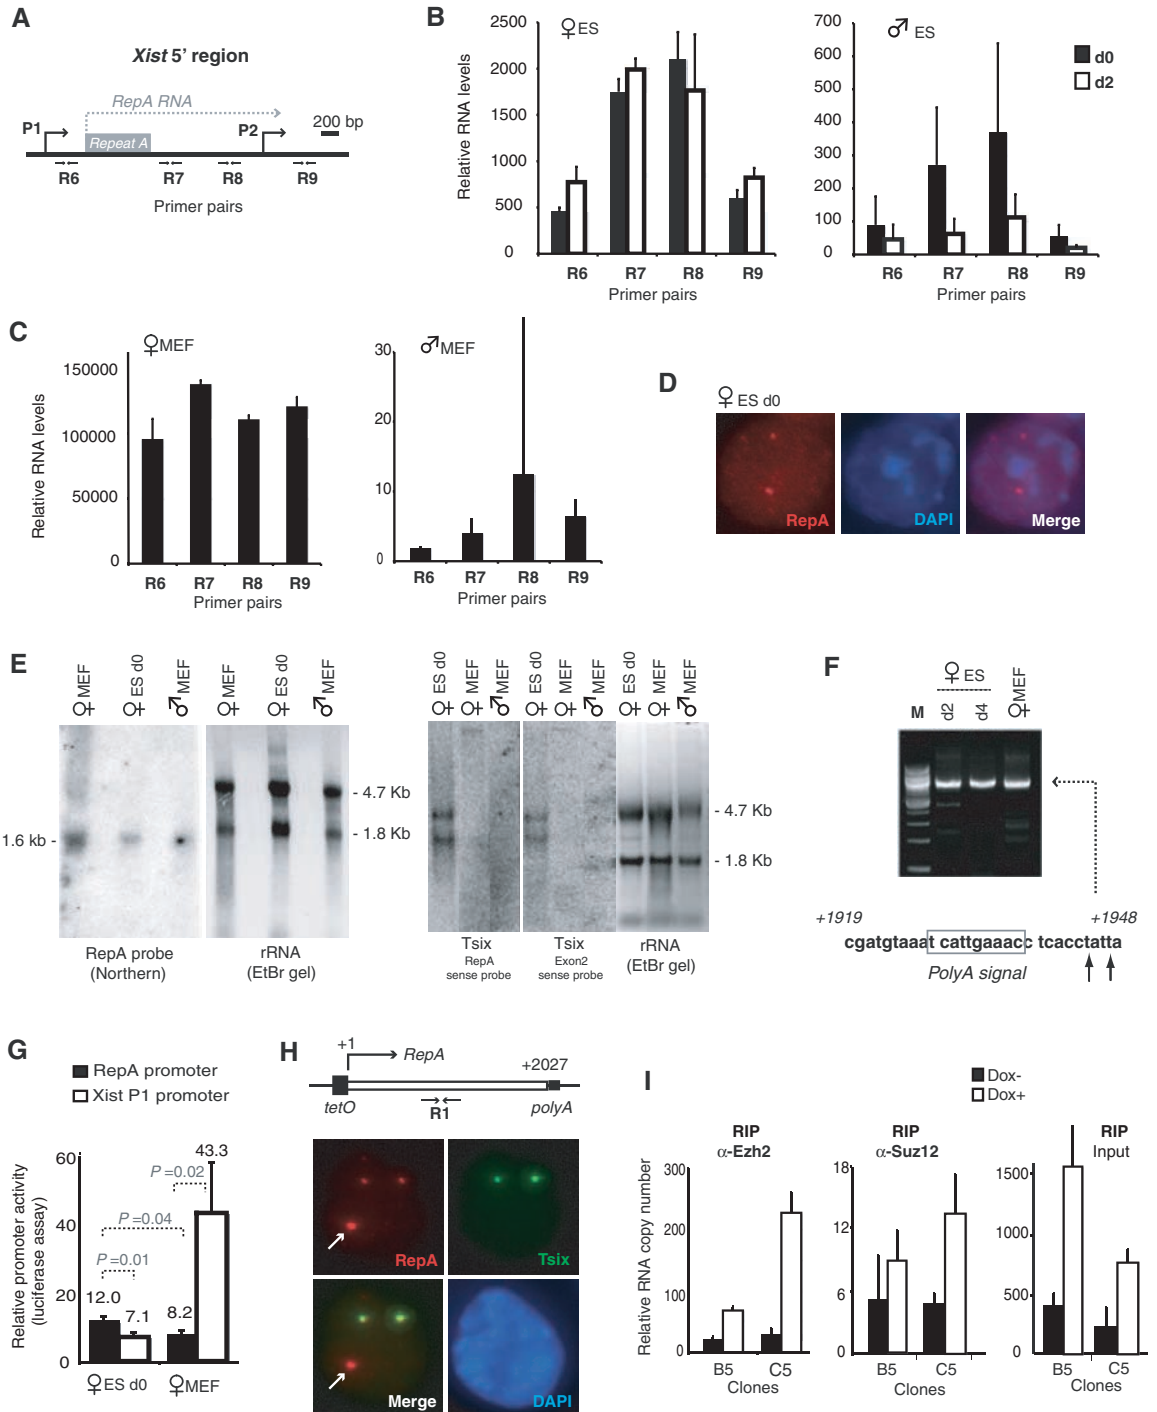 A
Xist 5' region
RepA RNA
P1
P2
200 bp
Repeat A
R6
R7
R8
R9
Primer pairs
B
♀ES
Relative RNA levels
2500
2000
1500
1000
500
0
R6
R7
R8
R9
Primer pairs
♂ES
700
600
500
400
300
200
100
0
R6
R7
R8
R9
Primer pairs
d0
d2
C
♀MEF
Relative RNA levels
150000
100000
50000
0
R6
R7
R8
R9
Primer pairs
♂MEF
30
20
10
0
R6
R7
R8
R9
Primer pairs
D
♀ES d0
RepA
DAPI
Merge
E
♀MEF
♀ES d0
♂MEF
♀MEF
♀ES d0
♂MEF
1.6 kb -
- 4.7 Kb
- 1.8 Kb
RepA probe
(Northern)
rRNA
(EtBr gel)
♀ES d0
♀MEF
♂MEF
♀ES d0
♀MEF
♂MEF
♀ES d0
♀MEF
♂MEF
- 4.7 Kb
- 1.8 Kb
Tsix
RepA
sense probe
Tsix
Exon2
sense probe
rRNA
(EtBr gel)
F
♀ES
M
d2
d4
♀MEF
+1919
+1948
cgatgtaaat cattgaaacc tcacctatta
PolyA signal
G
RepA promoter
Xist P1 promoter
Relative promoter activity
(luciferase assay)
60
40
20
0
43.3
P=0.02
P=0.04
P=0.01
12.0
7.1
8.2
♀ES d0
♀MEF
H
+1
RepA
+2027
tetO
R1
polyA
RepA
Tsix
Merge
DAPI
I
Dox-
Dox+
RIP
α-Ezh2
Relative RNA copy number
300
200
100
0
B5
C5
Clones
RIP
α-Suz12
18
12
6
0
B5
C5
Clones
RIP
Input
1500
1000
500
0
B5
C5
Clones